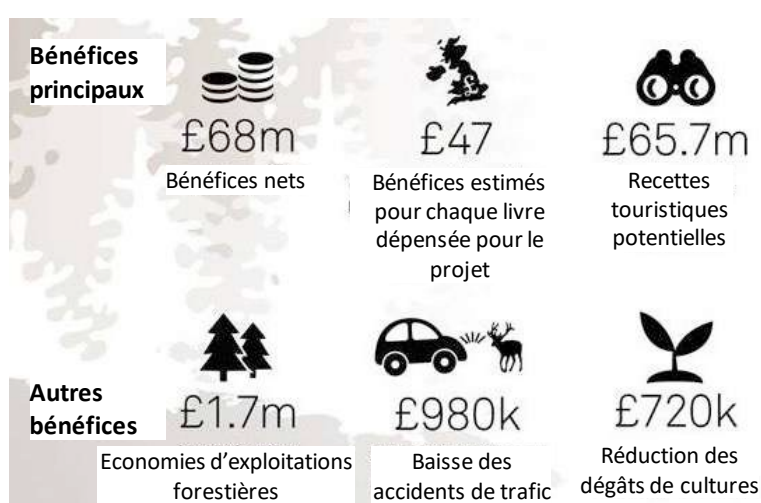 Bénéfices
principaux
£68m
£47
£65.7m
Bénéfices nets
Bénéfices estimés
pour chaque livre
dépensée pour le
projet
Recettes
touristiques
potentielles
Autres
bénéfices
£1.7m
£980k
£720k
Economies d'exploitations
forestières
Baisse des
accidents de trafic
Réduction des
dégâts de cultures